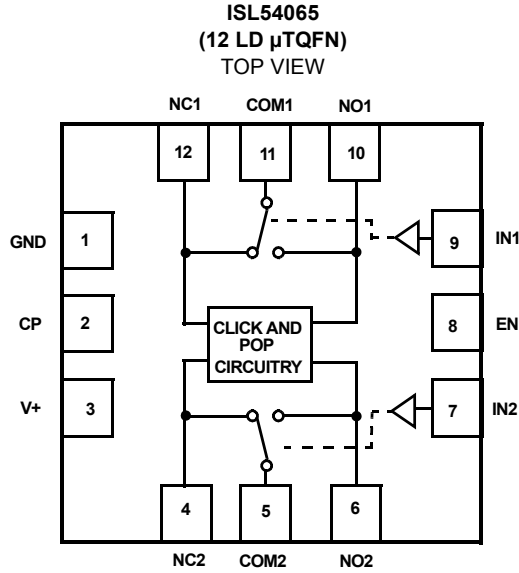 ISL54065
(12 LD µTQFN)
TOP VIEW
NC1 COM1 NO1
12 11 10
GND 1 9 IN1
CP 2 8 EN
CLICK AND
POP
CIRCUITRY
V+ 3 7 IN2
4 5 6
NC2 COM2 NO2